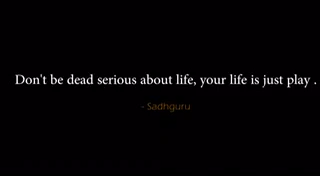 Don't be dead serious about life, your life is just play .
- Sadhguru